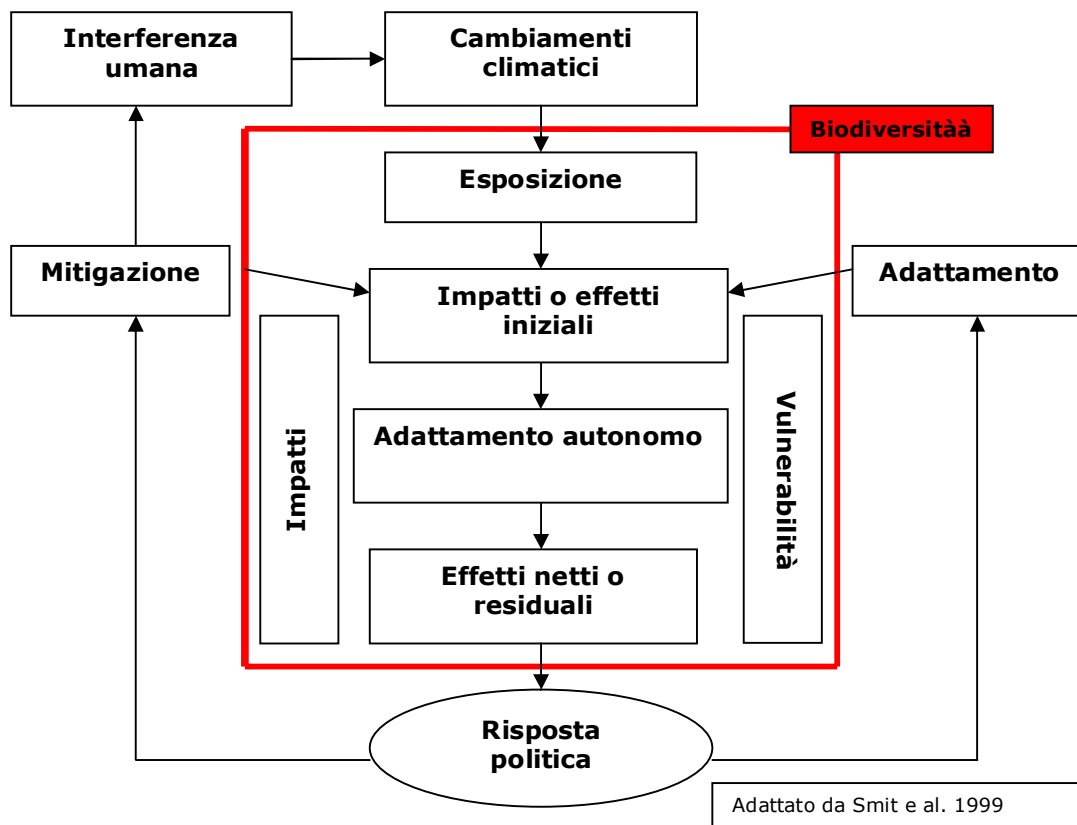 Interferenza
umana
Cambiamenti
climatici
Biodiversitàà
Esposizione
Mitigazione
Impatti o effetti
iniziali
Adattamento
Impatti
Adattamento autonomo
Vulnerabilità
Effetti netti o
residuali
Risposta
politica
Adattato da Smit e al. 1999